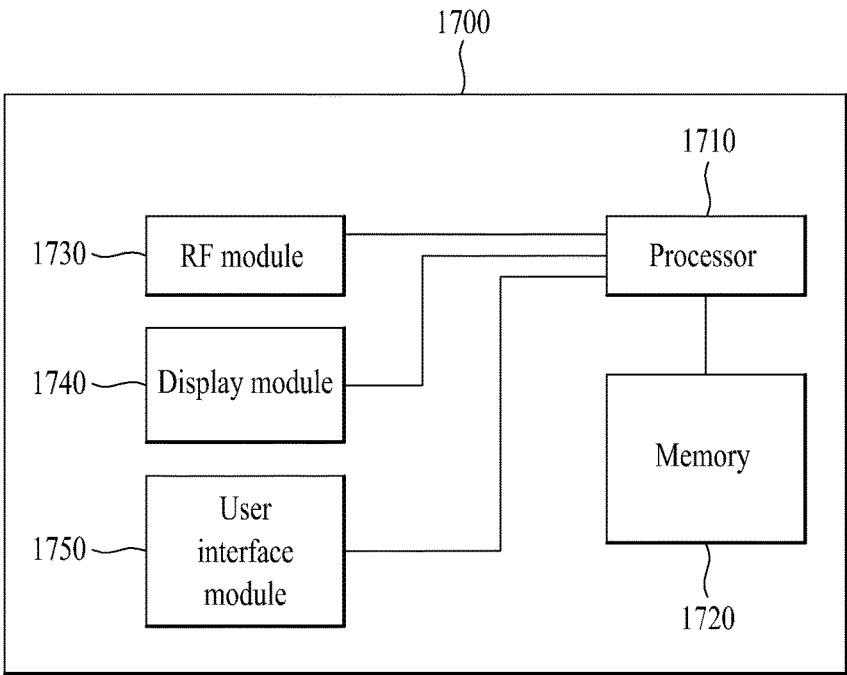 1700
1710
1730
RF module
Processor
1740
Display module
Memory
1750
User
interface
module
1720